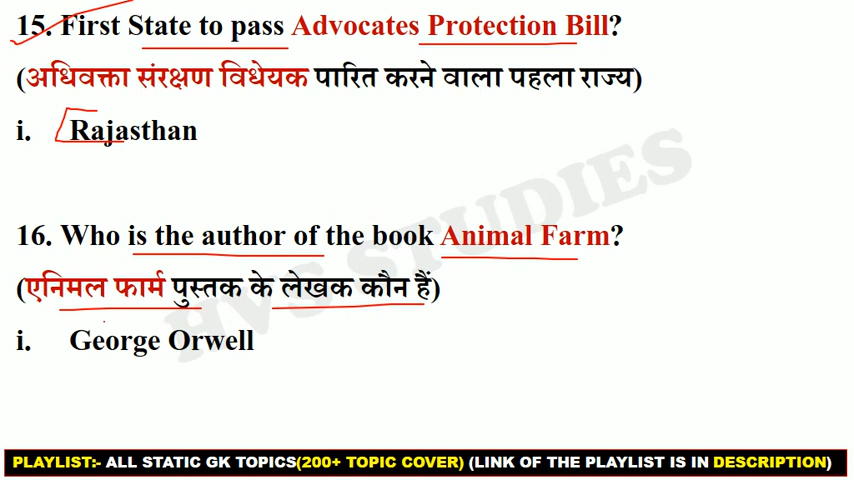 15. First State to pass Advocates Protection Bill?
(अधिवक्ता संरक्षण विधेयक पारित करने वाला पहला राज्य)
i. Rajasthan
HVS STUDIES
16. Who is the author of the book Animal Farm?
(एनिमल फार्म पुस्तक के लेखक कौन हैं)
i. George Orwell
PLAYLIST:- ALL STATIC GK TOPICS(200+ TOPIC COVER) (LINK OF THE PLAYLIST IS IN DESCRIPTION)